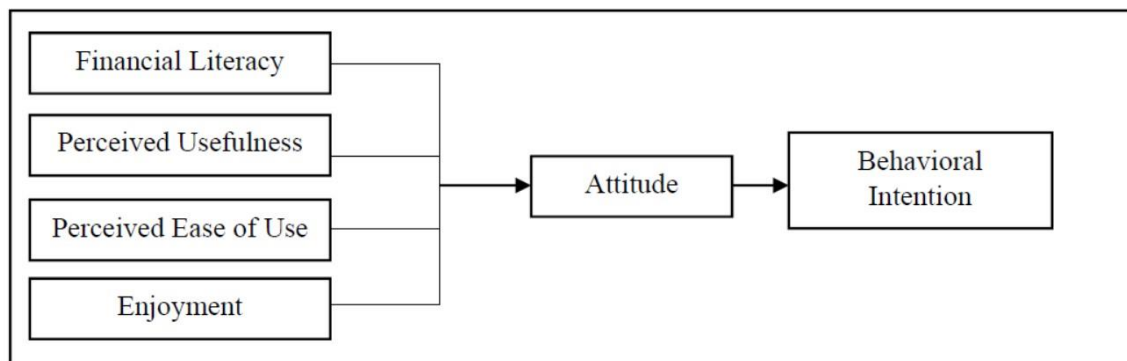 Financial Literacy
Perceived Usefulness
Perceived Ease of Use
Enjoyment
Attitude
Behavioral
Intention